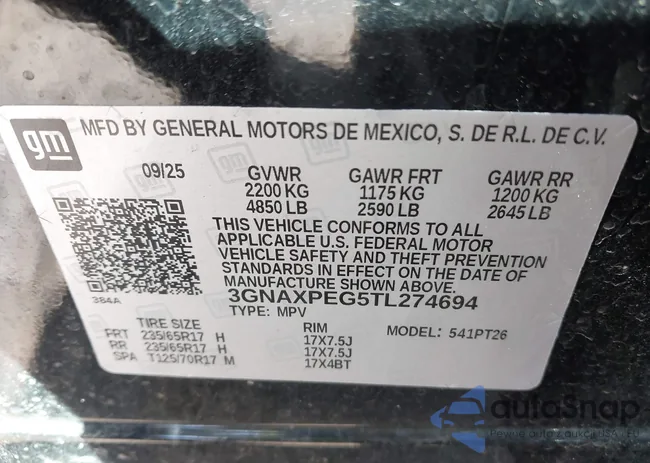 gm
MFD BY GENERAL MOTORS DE MEXICO, S. DE R.L. DE C.V.
09/25 GVWR GAWR FRT GAWR RR
2200 KG 1175 KG 1200 KG
4850 LB 2590 LB 2645 LB
THIS VEHICLE CONFORMS TO ALL
APPLICABLE U.S. FEDERAL MOTOR
VEHICLE SAFETY AND THEFT PREVENTION
STANDARDS IN EFFECT ON THE DATE OF
MANUFACTURE SHOWN ABOVE.
384A 3GNAXPEG5TL274694
TYPE: MPV
TIRE SIZE RIM MODEL: 541PT26
FRT 235/65R17 H 17X7.5J
RR 235/65R17 H 17X7.5J
SPA T125/70R17 M 17X4BT
autoSnap